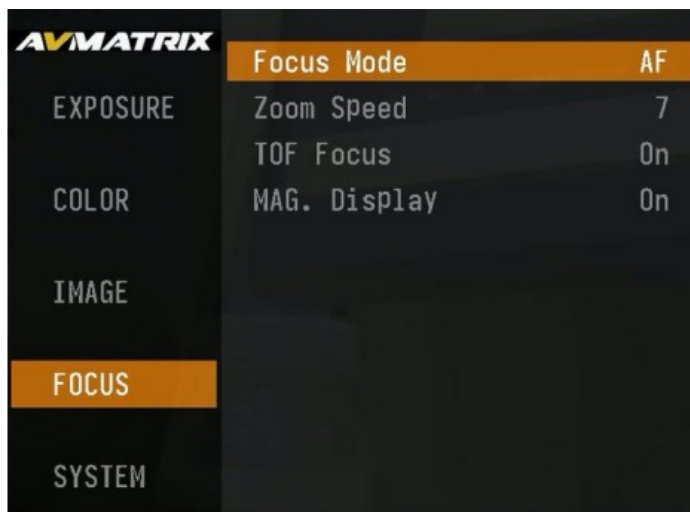 AVMATRIX
EXPOSURE
COLOR
IMAGE
FOCUS
SYSTEM
Focus Mode AF
Zoom Speed 7
TOF Focus On
MAG. Display On